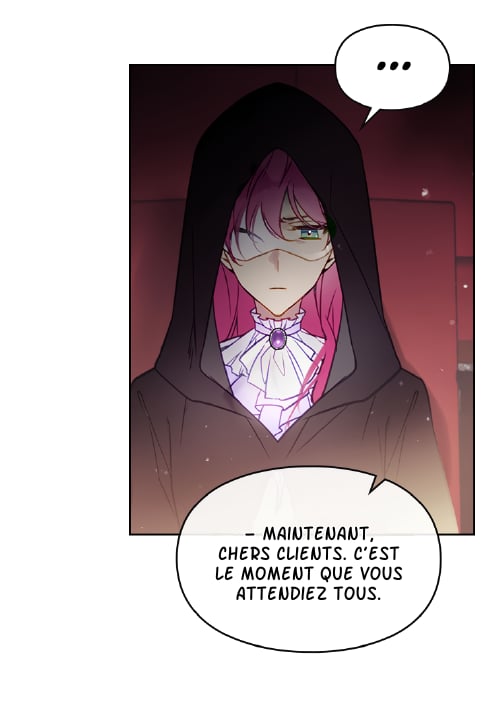 ...
- MAINTENANT,
CHERS CLIENTS. C'EST
LE MOMENT QUE VOUS
ATTENDIEZ TOUS.